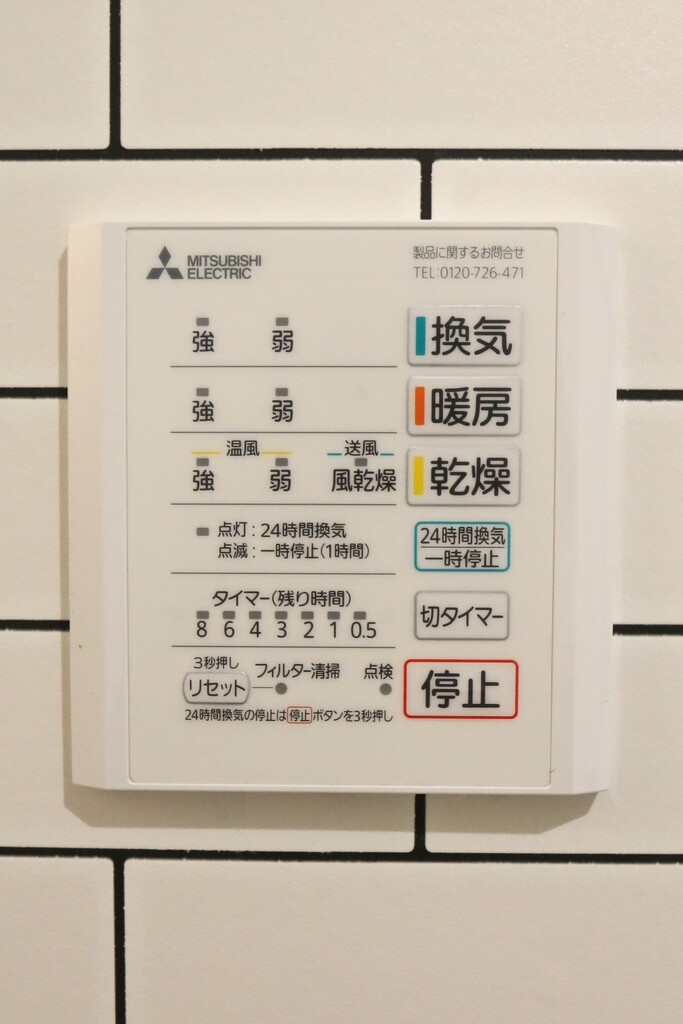 MITSUBISHI
ELECTRIC
製品に関するお問合せ
TEL:0120-726-471
強 弱 換気
強 弱 暖房
温風 送風
強 弱 風乾燥 乾燥
点灯:24時間換気
点滅:一時停止(1時間)
24時間換気
一時停止
タイマー(残り時間)
8 6 4 3 2 1 0.5
切タイマー
3秒押し
リセット フィルター清掃 点検
停止
24時間換気の停止は停止ボタンを3秒押し